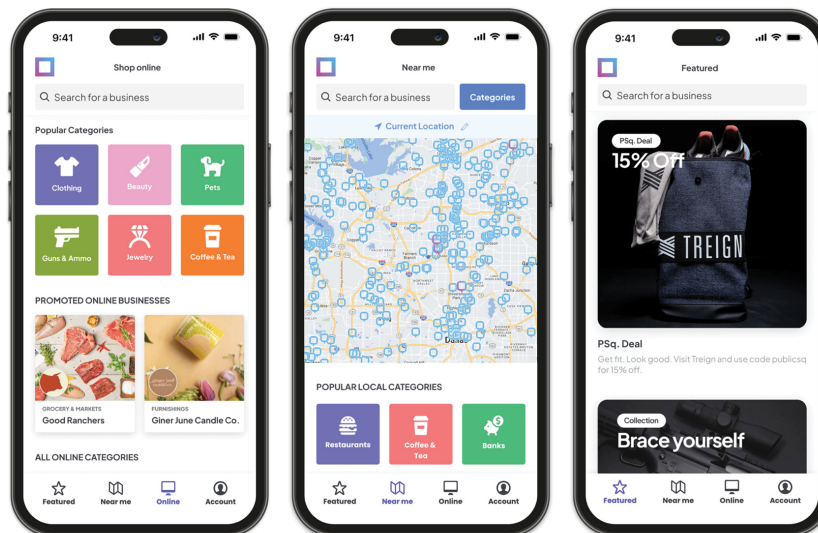 9:41
Shop online
Search for a business
Popular Categories
Clothing
Beauty
Pets
Guns & Ammo
Jewelry
Coffee & Tea
PROMOTED ONLINE BUSINESSES
GROCERY & MARKETS
Good Ranchers
FURNISHINGS
Giner June Candle Co.
ALL ONLINE CATEGORIES
Featured
Near me
Online
Account
9:41
Near me
Search for a business
Categories
Current Location
Dallas
POPULAR LOCAL CATEGORIES
Restaurants
Coffee &
Tea
Banks
Featured
Near me
Online
Account
9:41
Featured
Search for a business
PSq. Deal
15% Off
TREIGN
PSq. Deal
Get fit. Look good. Visit Treign and use code publicsq
for 15% off.
Collection
Brace yourself
Featured
Near me
Online
Account